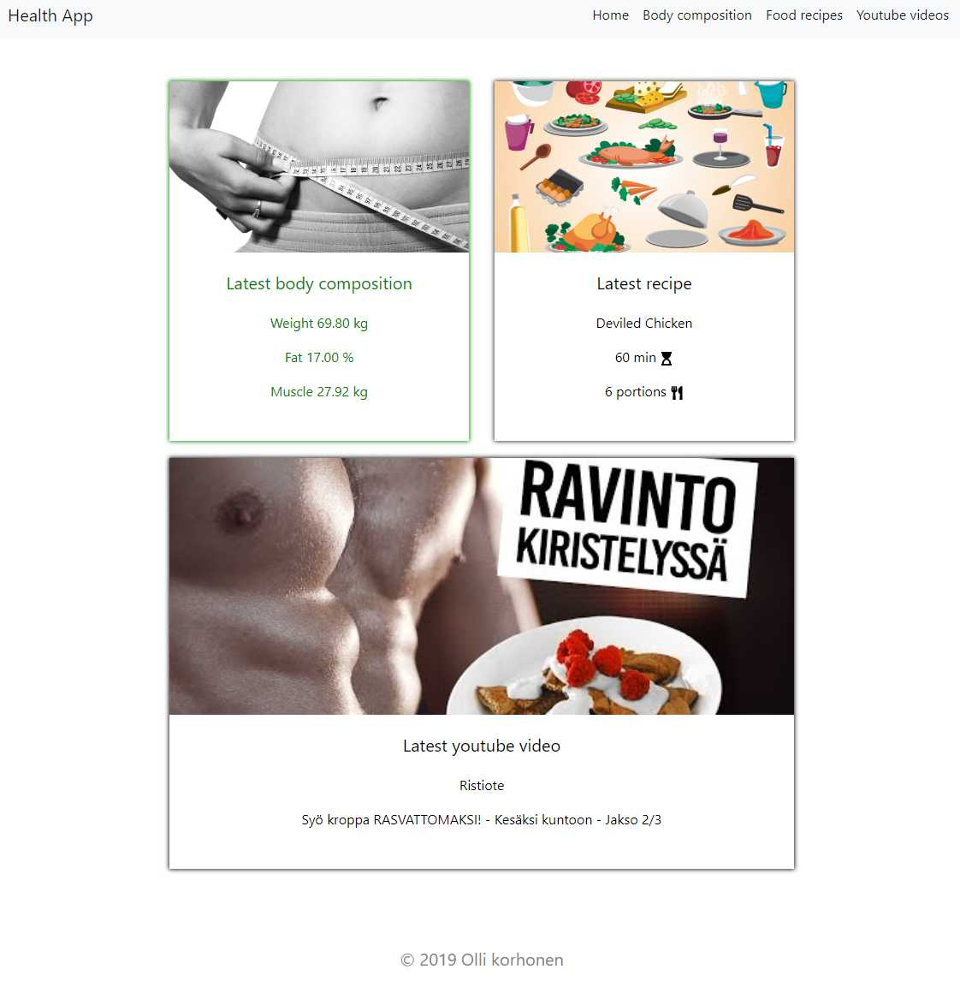 Health App
Home Body composition Food recipes Youtube videos
Latest body composition
Weight 69.80 kg
Fat 17.00 %
Muscle 27.92 kg
Latest recipe
Deviled Chicken
60 min
6 portions
RAVINTO
KIRISTELYSSÄ
Latest youtube video
Ristiote
Syö kroppa RASVATTOMAKSI! - Kesäksi kuntoon - Jakso 2/3
© 2019 Olli korhonen